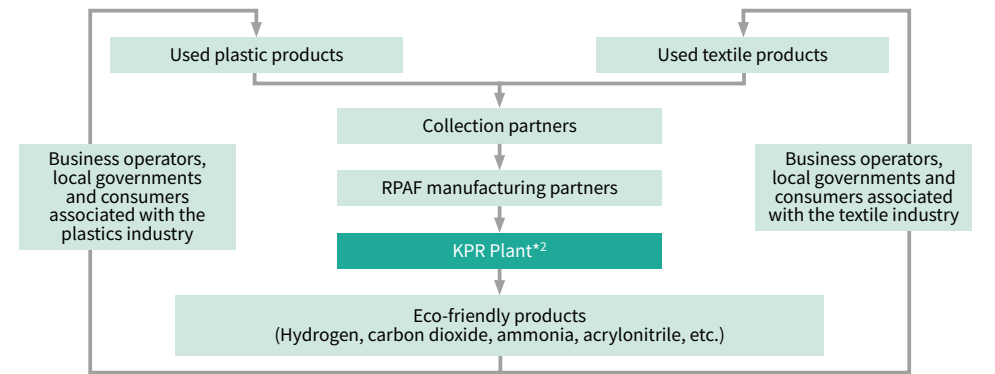 Used plastic products
Used textile products
Collection partners
Business operators,
local governments
and consumers
associated with the
plastics industry
Business operators,
local governments and
consumers associated
with the textile industry
RPAF manufacturing partners
KPR Plant*2
Eco-friendly products
(Hydrogen, carbon dioxide, ammonia, acrylonitrile, etc.)